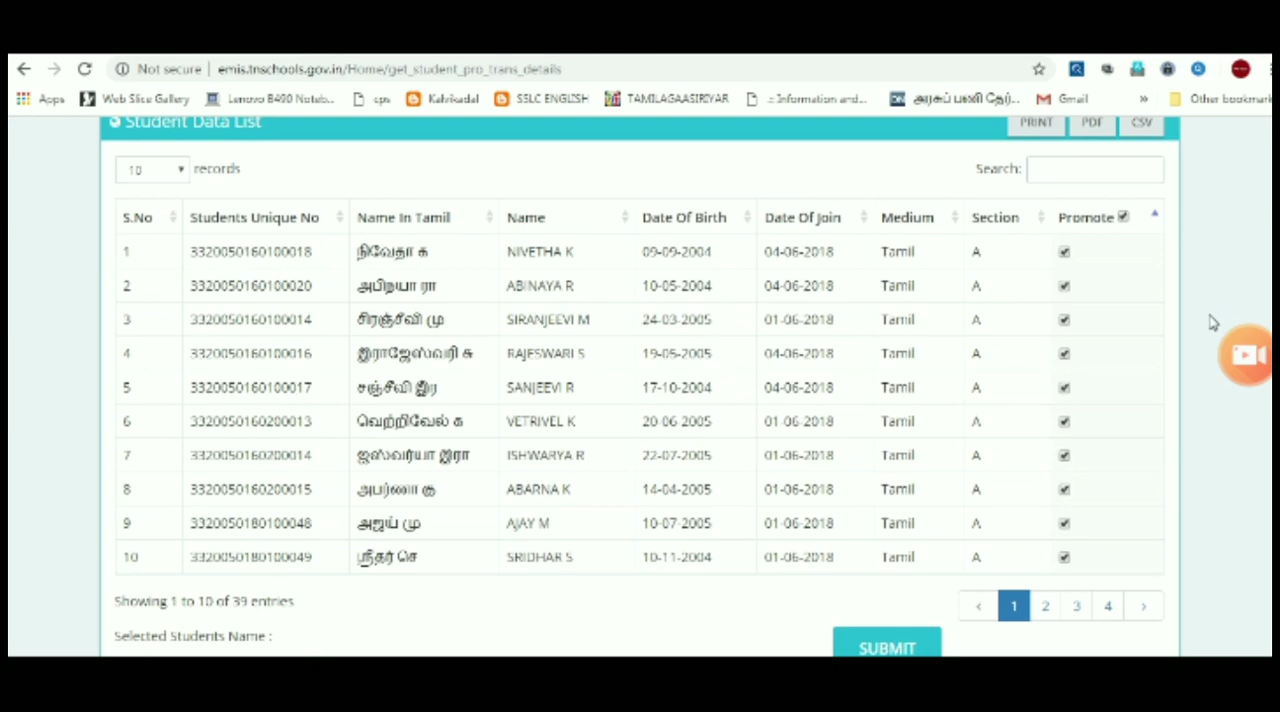 Not secure | emis.tnschools.gov.in/Home/get_student_pro_trans_details
Apps Web Slice Gallery Lenovo B490 Noteb... cps Kalvikadal SSLC ENGLISH TAMILAGAASIRIYAR .: Information and... அரசுப் பணி தேர்... Gmail » Other bookmark
Student Data List PRINT PDF CSV
10 records Search:
S.No Students Unique No Name In Tamil Name Date Of Birth Date Of Join Medium Section Promote
1 3320050160100018 நிவேதா க NIVETHA K 09-09-2004 04-06-2018 Tamil A
2 3320050160100020 அபிநயா ரா ABINAYA R 10-05-2004 04-06-2018 Tamil A
3 3320050160100014 சிரஞ்சீவி மு SIRANJEEVI M 24-03-2005 01-06-2018 Tamil A
4 3320050160100016 இராஜேஸ்வரி சு RAJESWARI S 19-05-2005 04-06-2018 Tamil A
5 3320050160100017 சஞ்சீவி இர SANJEEVI R 17-10-2004 04-06-2018 Tamil A
6 3320050160200013 வெற்றிவேல் க VETRIVEL K 20-06-2005 01-06-2018 Tamil A
7 3320050160200014 ஐஸ்வர்யா இரா ISHWARYA R 22-07-2005 01-06-2018 Tamil A
8 3320050160200015 அபர்ணா கு ABARNA K 14-04-2005 01-06-2018 Tamil A
9 3320050180100048 அஜய் மு AJAY M 10-07-2005 01-06-2018 Tamil A
10 3320050180100049 ஸ்ரீதர் செ SRIDHAR S 10-11-2004 01-06-2018 Tamil A
Showing 1 to 10 of 39 entries ‹ 1 2 3 4 ›
Selected Students Name :
SUBMIT